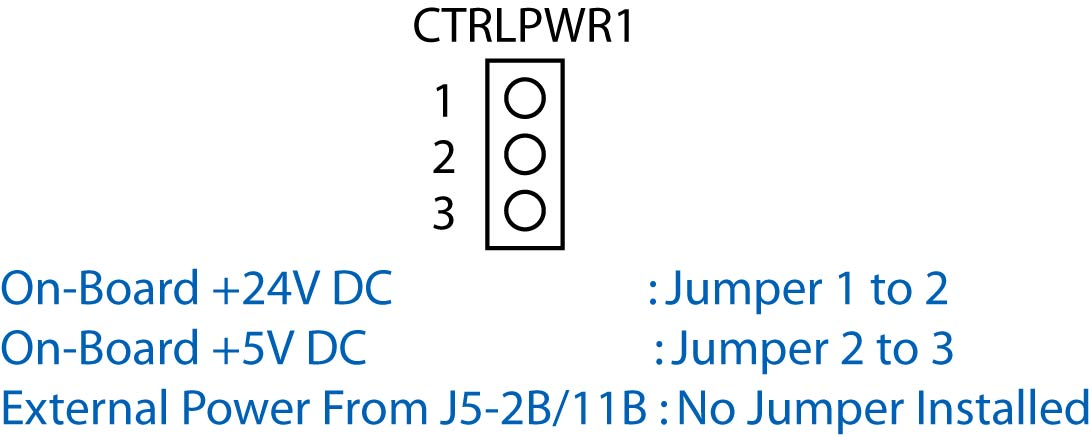 CTRLPWR1
1
2
3
On-Board +24V DC : Jumper 1 to 2
On-Board +5V DC : Jumper 2 to 3
External Power From J5-2B/11B : No Jumper Installed